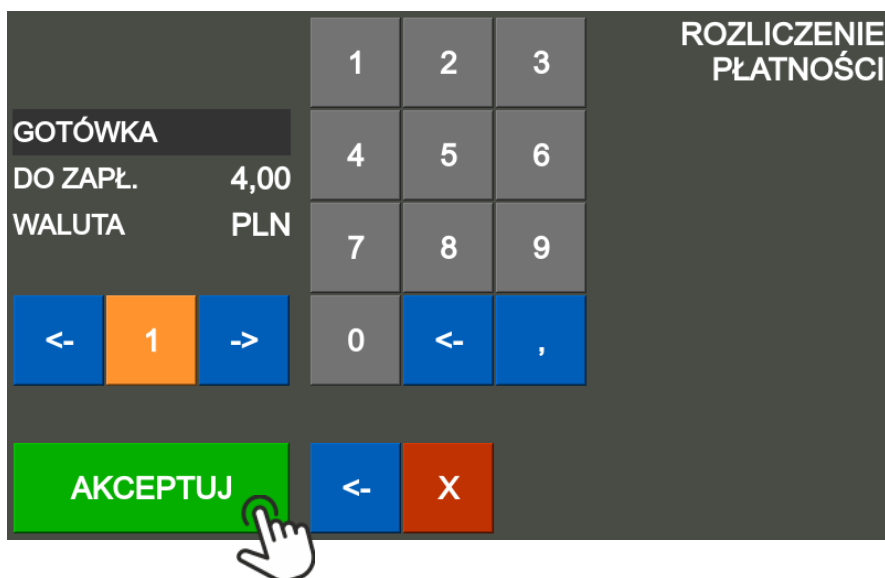 ROZLICZENIE
PŁATNOŚCI
GOTÓWKA
DO ZAPŁ. 4,00
WALUTA PLN
<- 1 ->
1 2 3
4 5 6
7 8 9
0 <- ,
AKCEPTUJ <- X